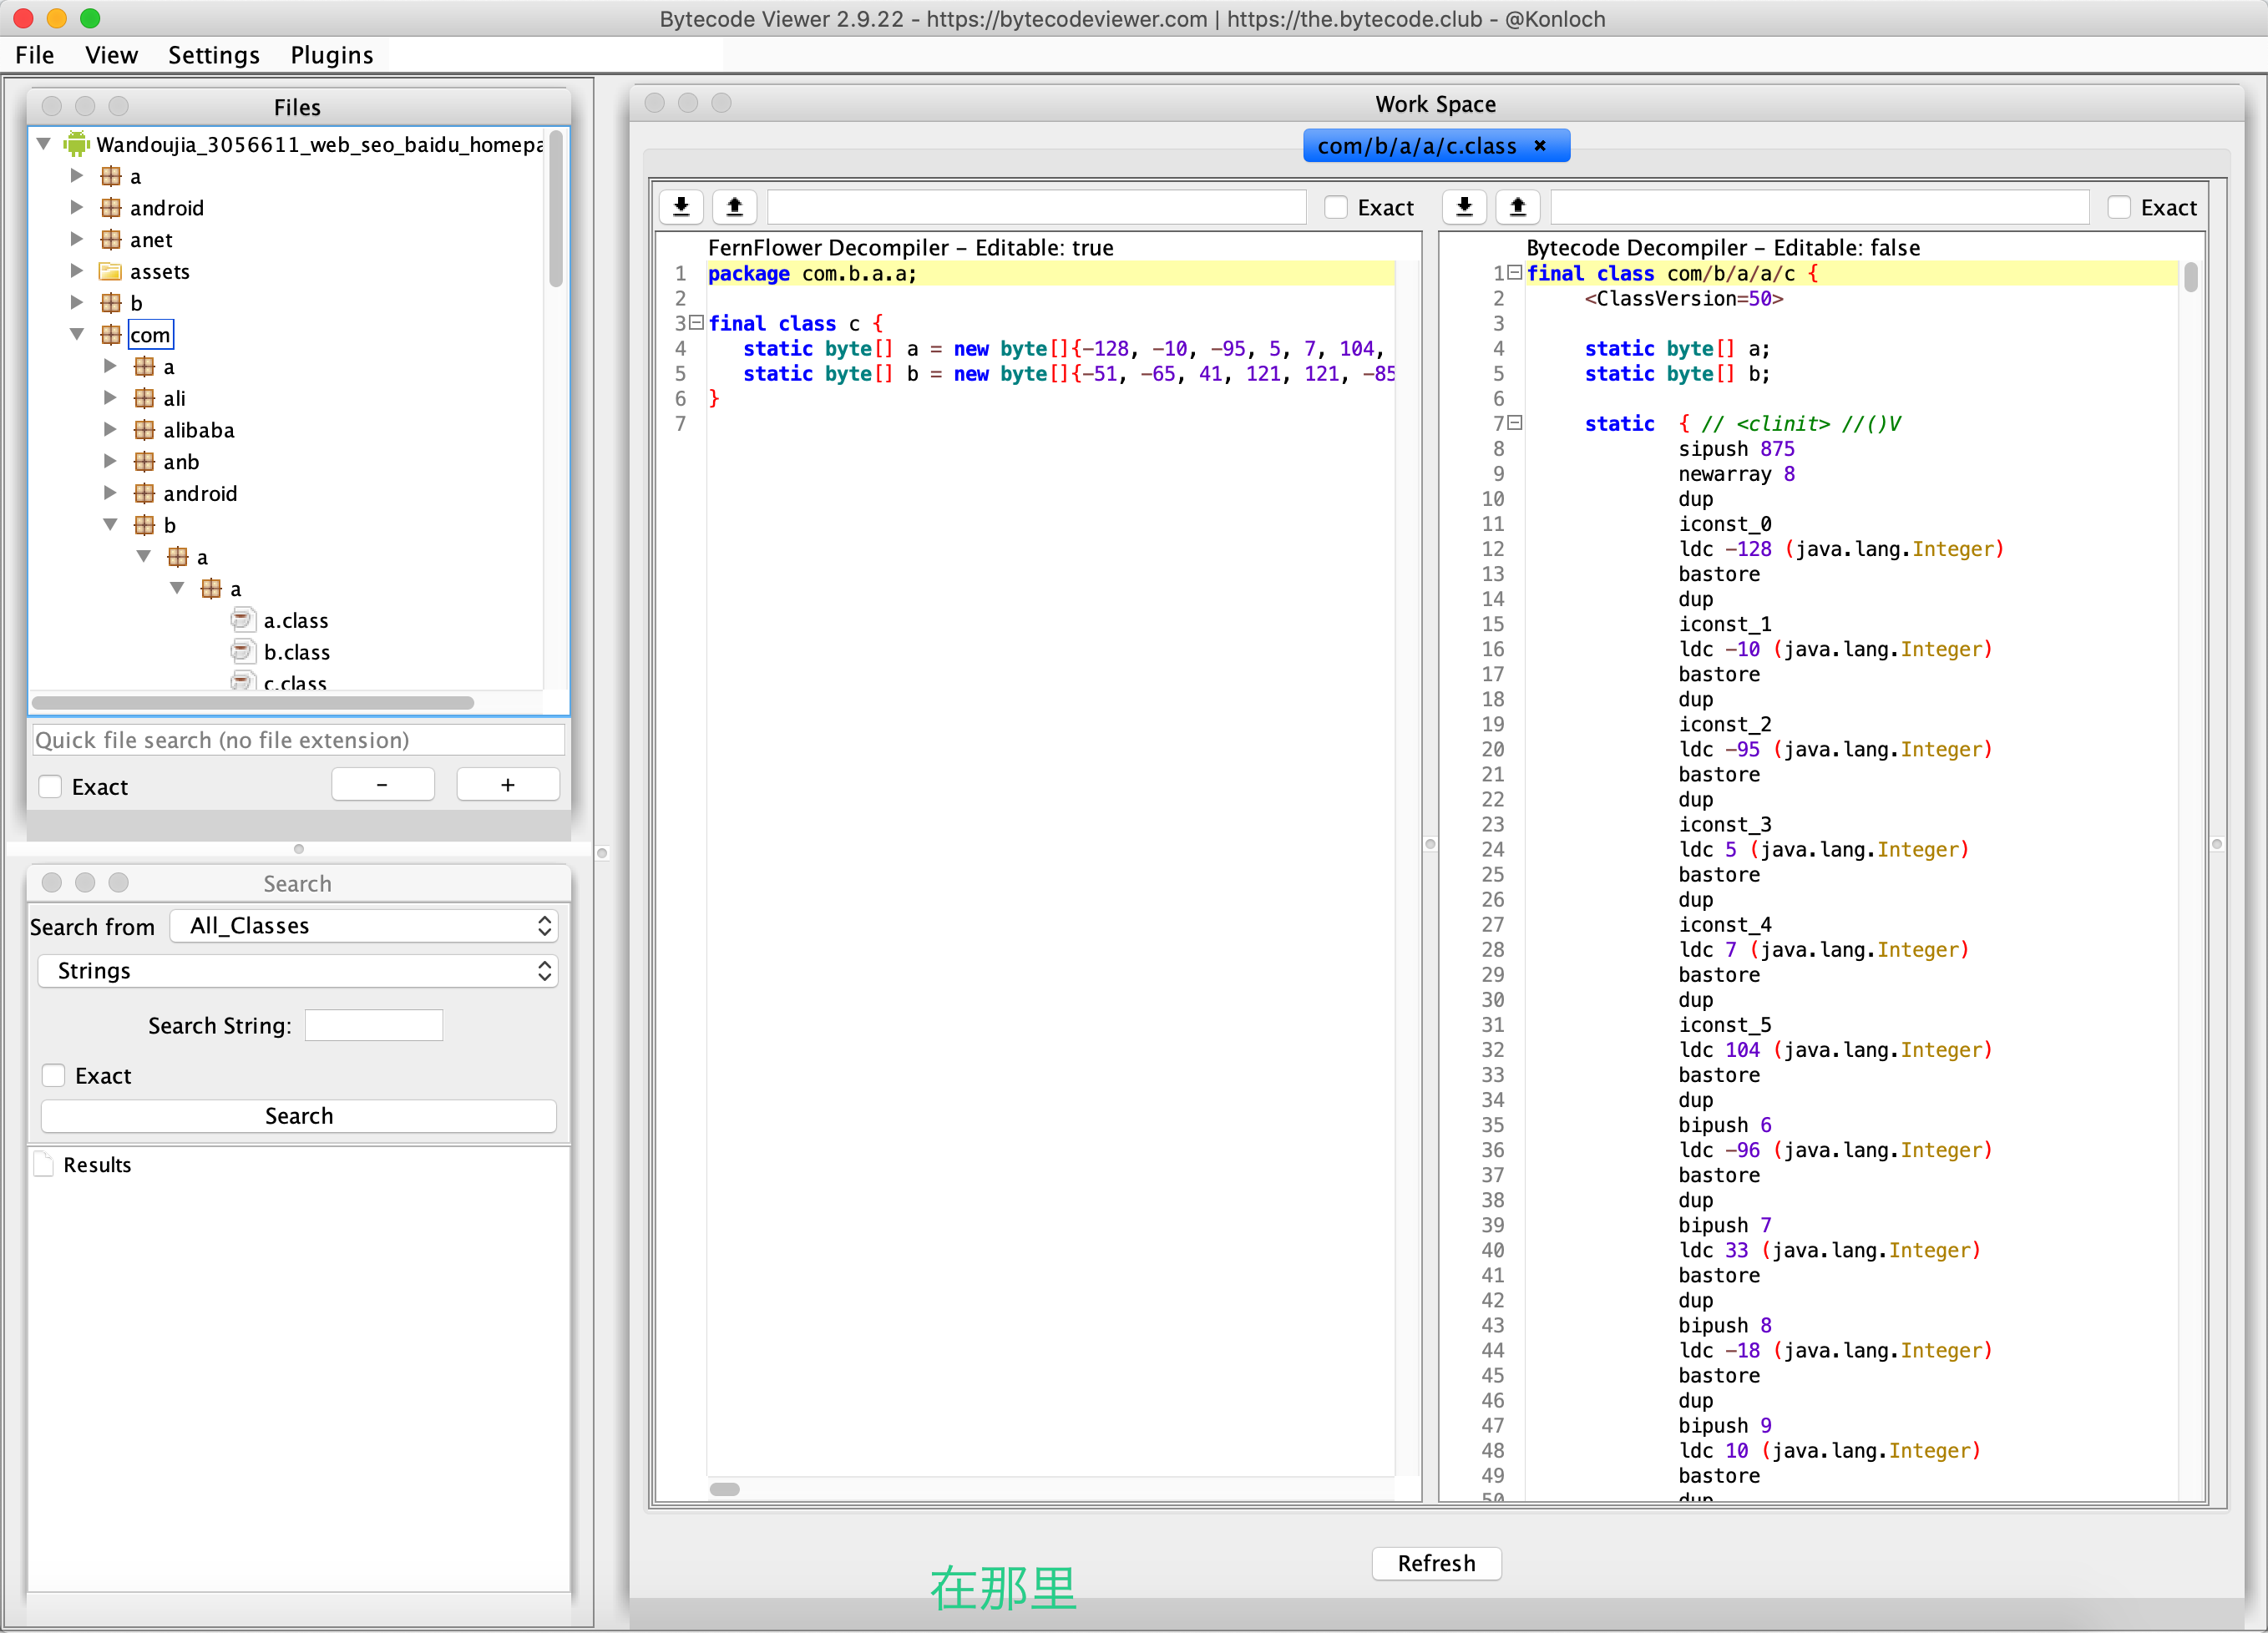 Bytecode Viewer 2.9.22 - https://bytecodeviewer.com | https://the.bytecode.club - @Konloch
File View Settings Plugins
Files
Wandoujia_3056611_web_seo_baidu_homepa
a
android
anet
assets
b
com
a
ali
alibaba
anb
android
b
a
a
a.class
b.class
c.class
Quick file search (no file extension)
Exact - +
Search
Search from All_Classes
Strings
Search String:
Exact
Search
Results
Work Space
com/b/a/a/c.class ×
Exact
FernFlower Decompiler – Editable: true
1 package com.b.a.a;
2
3 final class c {
4 static byte[] a = new byte[]{-128, -10, -95, 5, 7, 104,
5 static byte[] b = new byte[]{-51, -65, 41, 121, 121, -85
6 }
7
Exact
Bytecode Decompiler – Editable: false
1 final class com/b/a/a/c {
2 <ClassVersion=50>
3
4 static byte[] a;
5 static byte[] b;
6
7 static { // <clinit> //()V
8 sipush 875
9 newarray 8
10 dup
11 iconst_0
12 ldc -128 (java.lang.Integer)
13 bastore
14 dup
15 iconst_1
16 ldc -10 (java.lang.Integer)
17 bastore
18 dup
19 iconst_2
20 ldc -95 (java.lang.Integer)
21 bastore
22 dup
23 iconst_3
24 ldc 5 (java.lang.Integer)
25 bastore
26 dup
27 iconst_4
28 ldc 7 (java.lang.Integer)
29 bastore
30 dup
31 iconst_5
32 ldc 104 (java.lang.Integer)
33 bastore
34 dup
35 bipush 6
36 ldc -96 (java.lang.Integer)
37 bastore
38 dup
39 bipush 7
40 ldc 33 (java.lang.Integer)
41 bastore
42 dup
43 bipush 8
44 ldc -18 (java.lang.Integer)
45 bastore
46 dup
47 bipush 9
48 ldc 10 (java.lang.Integer)
49 bastore
50 dup
Refresh
在那里